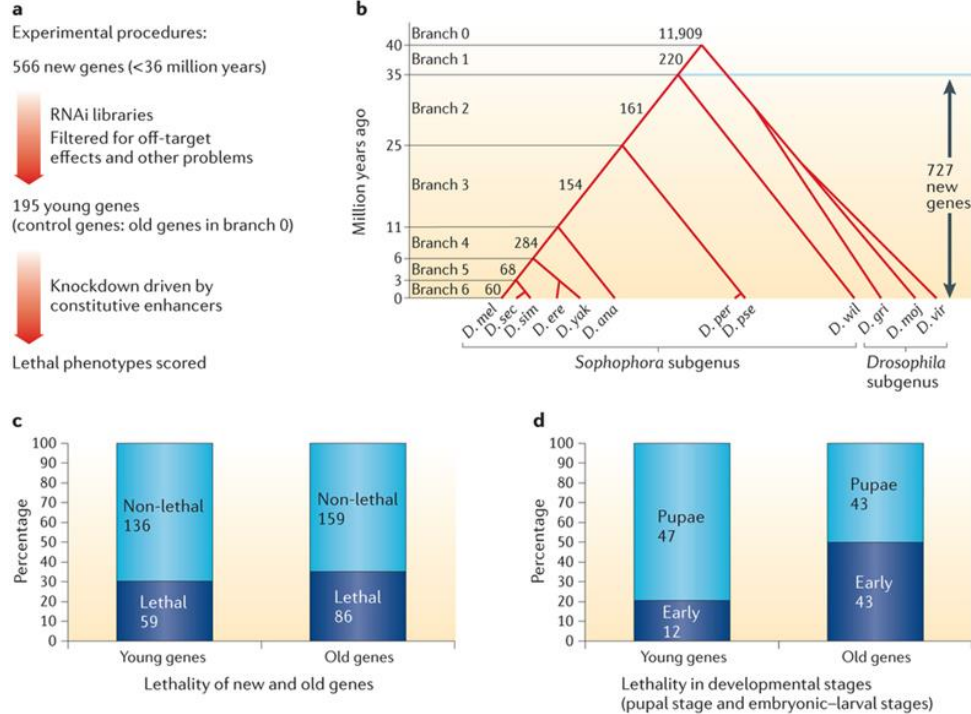 a
Experimental procedures:
566 new genes (<36 million years)
RNAi libraries
Filtered for off-target
effects and other problems
195 young genes
(control genes: old genes in branch 0)
Knockdown driven by
constitutive enhancers
Lethal phenotypes scored
b
Million years ago
40
35
25
11
6
3
0
Branch 0
Branch 1
Branch 2
Branch 3
Branch 4
Branch 5
Branch 6
11,909
220
161
154
284
68
60
727
new
genes
D. mel
D. sec
D. sim
D. ere
D. yak
D. ana
D. per
D. pse
D. wil
D. gri
D. moj
D. vir
Sophophora subgenus
Drosophila
subgenus
c
Percentage
100
90
80
70
60
50
40
30
20
10
0
Non-lethal
136
Lethal
59
Non-lethal
159
Lethal
86
Young genes
Old genes
Lethality of new and old genes
d
Percentage
100
90
80
70
60
50
40
30
20
10
0
Pupae
47
Early
12
Pupae
43
Early
43
Young genes
Old genes
Lethality in developmental stages
(pupal stage and embryonic–larval stages)